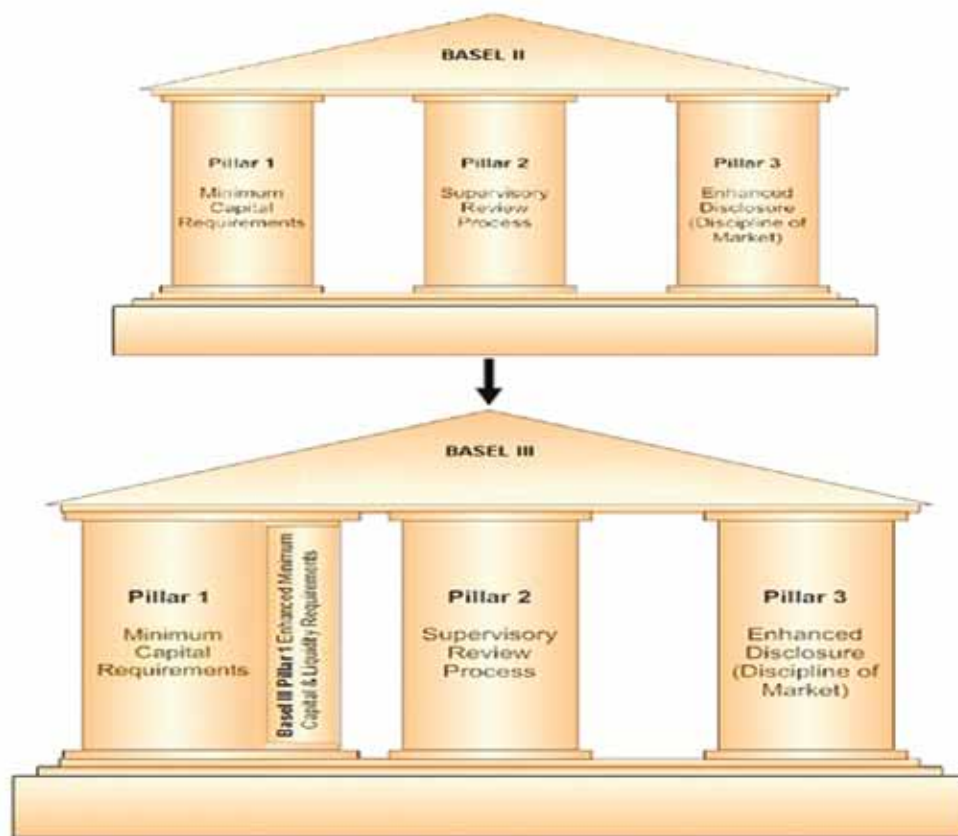 BASEL II
Pillar 1
Minimum
Capital
Requirements
Pillar 2
Supervisory
Review
Process
Pillar 3
Enhanced
Disclosure
(Discipline of
Market)
BASEL III
Pillar 1
Minimum
Capital
Requirements
Basel III Pillar 1 Enhanced Minimum
Capital & Liquidity Requirements
Pillar 2
Supervisory
Review
Process
Pillar 3
Enhanced
Disclosure
(Discipline of
Market)